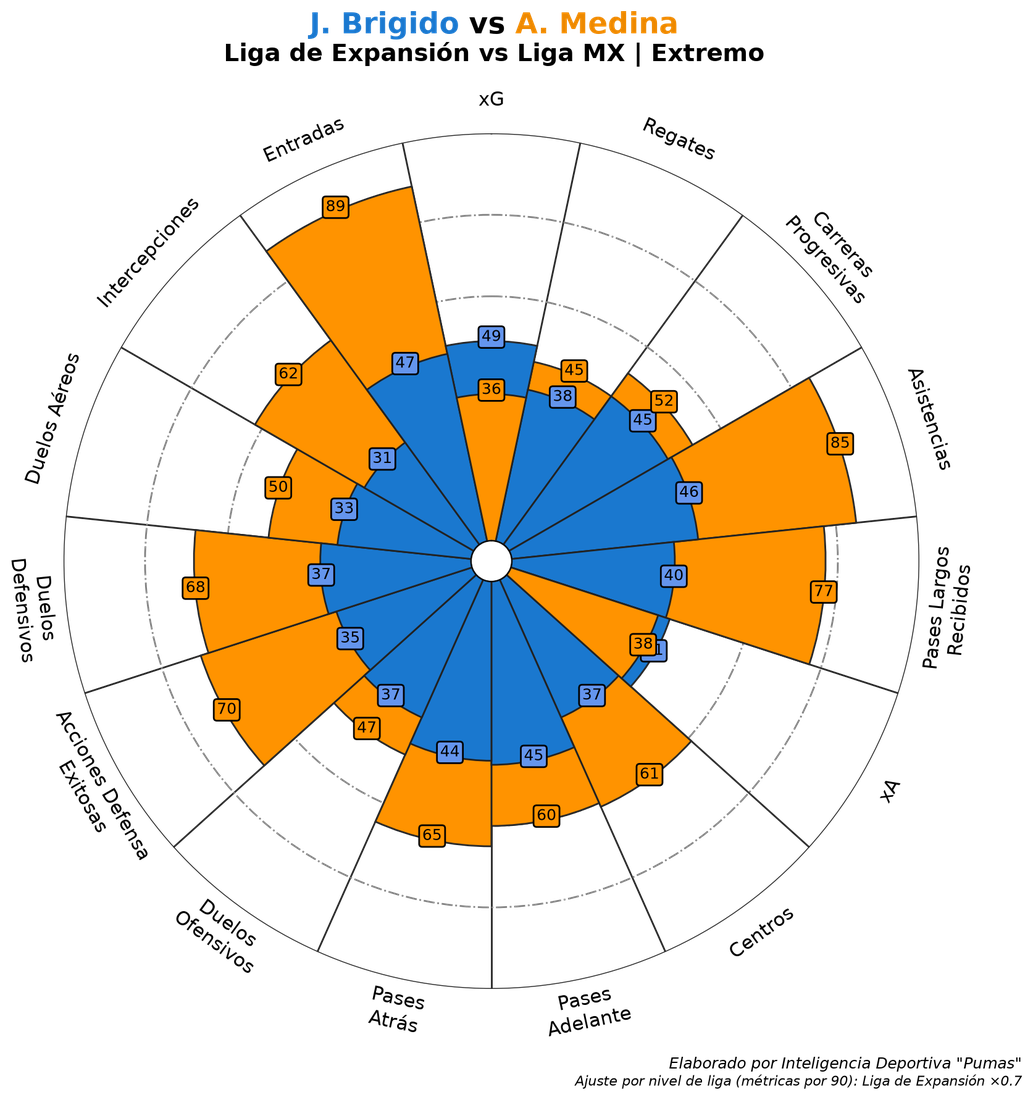 J. Brigido vs A. Medina
Liga de Expansión vs Liga MX | Extremo
xG
Regates
Carreras
Progresivas
Asistencias
Pases Largos
Recibidos
xA
Centros
Pases
Adelante
Pases
Atrás
Duelos
Ofensivos
Acciones Defensa
Exitosas
Duelos
Defensivos
Duelos Aéreos
Intercepciones
Entradas
49
36
45
38
52
45
85
46
77
40
38
61
37
60
45
65
44
47
37
70
35
68
37
50
33
62
31
89
47
Elaborado por Inteligencia Deportiva "Pumas"
Ajuste por nivel de liga (métricas por 90): Liga de Expansión ×0.7